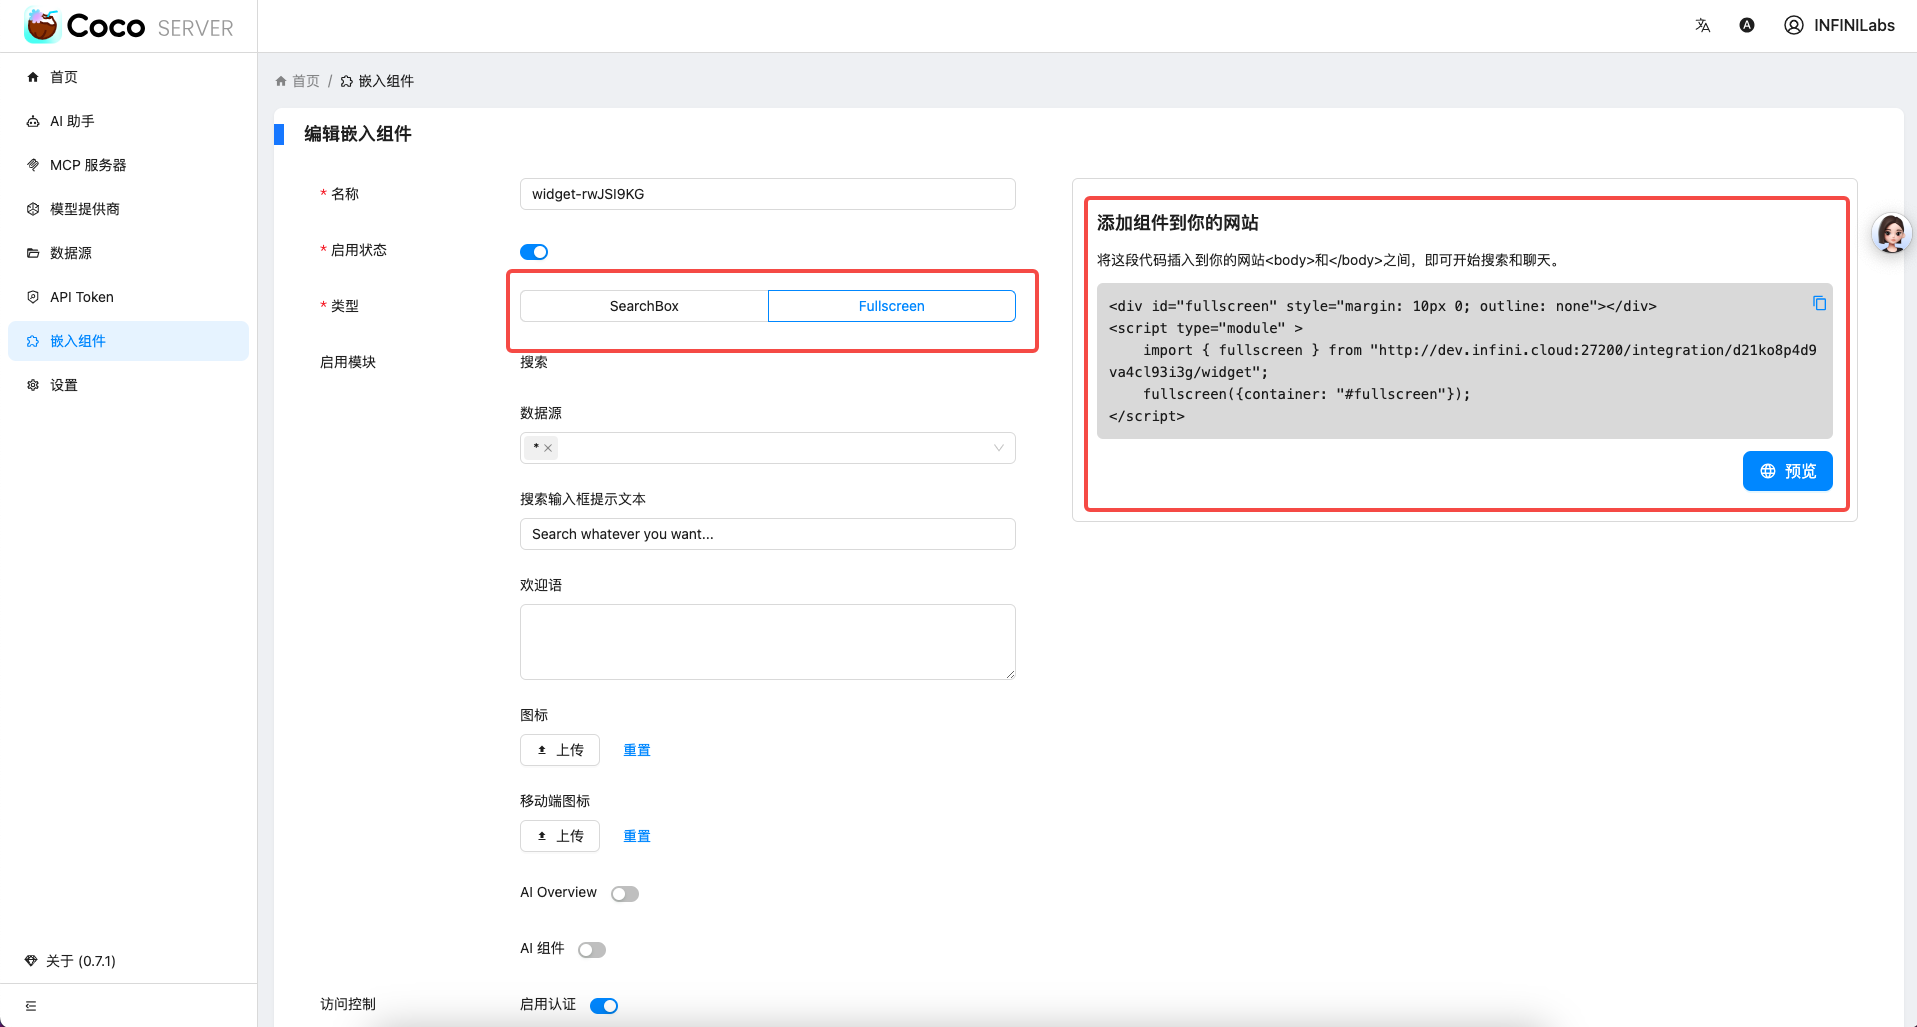 Coco SERVER
INFINILabs
首页
AI 助手
MCP 服务器
模型提供商
数据源
API Token
嵌入组件
设置
关于 (0.7.1)
首页 / 嵌入组件
编辑嵌入组件
* 名称
widget-rwJSI9KG
* 启用状态
* 类型
SearchBox
Fullscreen
启用模块
搜索
数据源
*
搜索输入框提示文本
Search whatever you want...
欢迎语
图标
上传
重置
移动端图标
上传
重置
AI Overview
AI 组件
访问控制
启用认证
添加组件到你的网站
将这段代码插入到你的网站<body>和</body>之间，即可开始搜索和聊天。
<div id="fullscreen" style="margin: 10px 0; outline: none"></div>
<script type="module" >
import { fullscreen } from "http://dev.infini.cloud:27200/integration/d21ko8p4d9
va4cl93i3g/widget";
fullscreen({container: "#fullscreen"});
</script>
预览